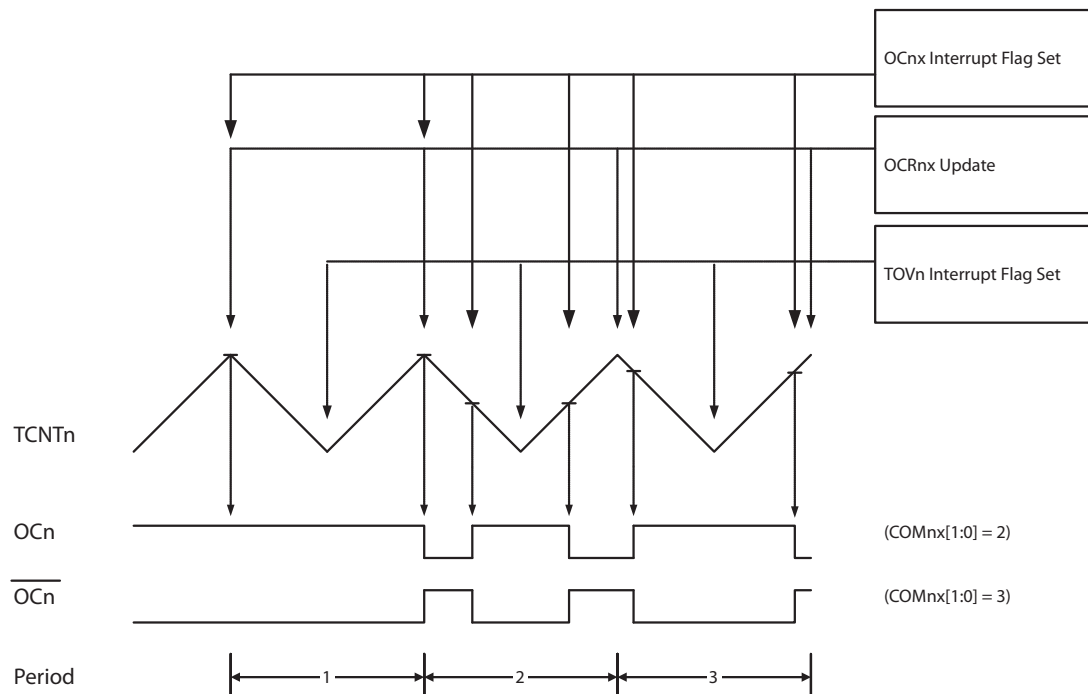 OCnx Interrupt Flag Set
OCRnx Update
TOVn Interrupt Flag Set
TCNTn
OCn
(COMnx[1:0] = 2)
OCn
(COMnx[1:0] = 3)
Period
1
2
3